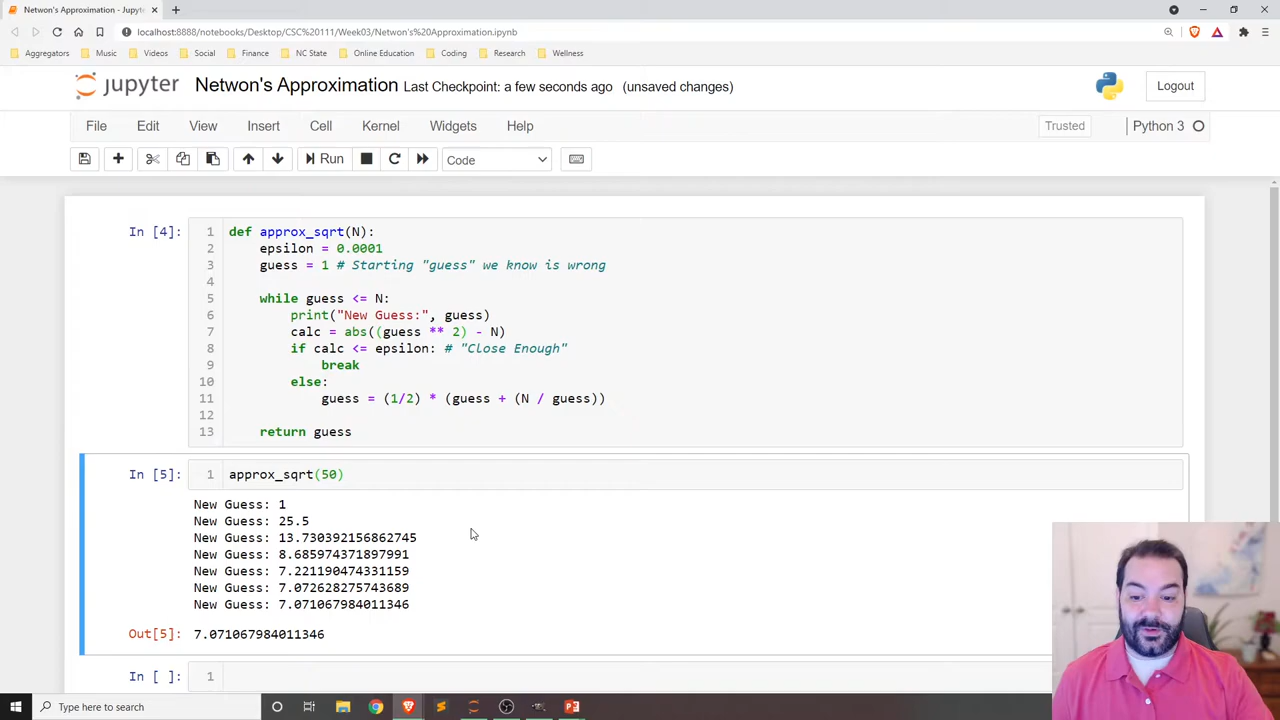 Netwon's Approximation - Jupyte
localhost:8888/notebooks/Desktop/CSC%20111/Week03/Netwon's%20Approximation.ipynb
Aggregators Music Videos Social Finance NC State Online Education Coding Research Wellness
jupyter Netwon's Approximation Last Checkpoint: a few seconds ago (unsaved changes) Logout
File Edit View Insert Cell Kernel Widgets Help Trusted Python 3
Run Code
In [4]: 1 def approx_sqrt(N):
2 epsilon = 0.0001
3 guess = 1 # Starting "guess" we know is wrong
4
5 while guess <= N:
6 print("New Guess:", guess)
7 calc = abs((guess ** 2) - N)
8 if calc <= epsilon: # "Close Enough"
9 break
10 else:
11 guess = (1/2) * (guess + (N / guess))
12
13 return guess
In [5]: 1 approx_sqrt(50)
New Guess: 1
New Guess: 25.5
New Guess: 13.730392156862745
New Guess: 8.685974371897991
New Guess: 7.221190474331159
New Guess: 7.072628275743689
New Guess: 7.071067984011346
Out[5]: 7.071067984011346
In [ ]: 1
Type here to search